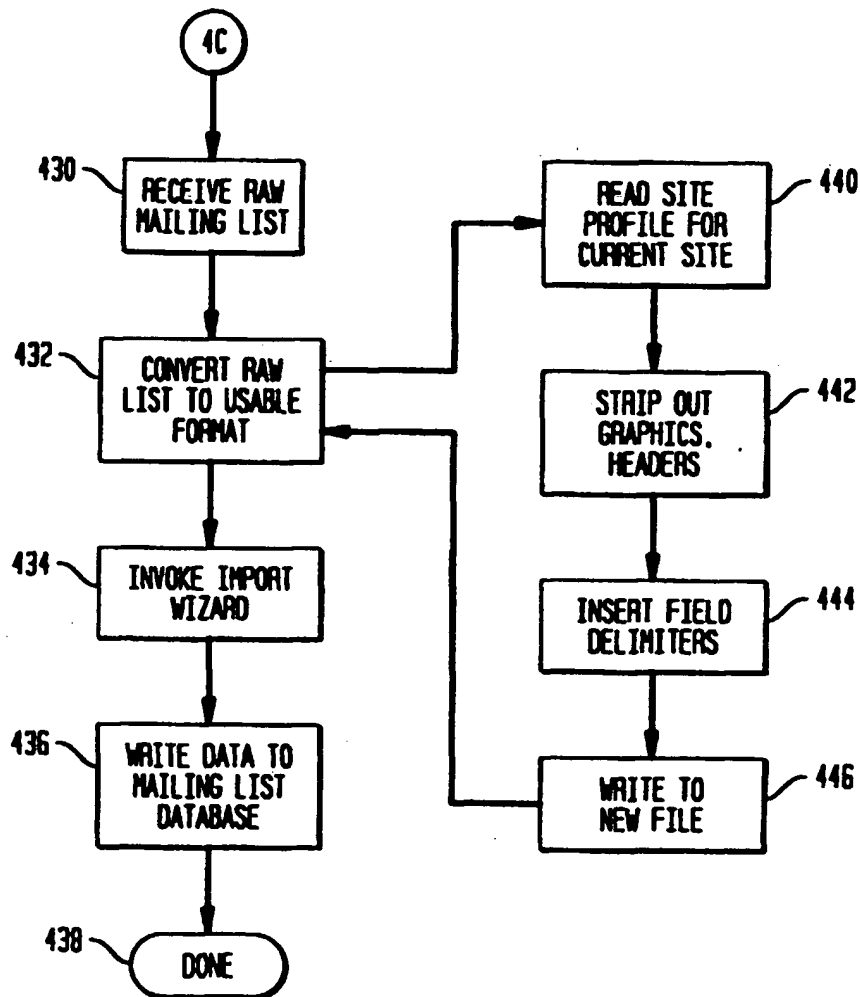 4C
430
RECEIVE RAW
MAILING LIST
432
CONVERT RAW
LIST TO USABLE
FORMAT
434
INVOKE IMPORT
WIZARD
436
WRITE DATA TO
MAILING LIST
DATABASE
438
DONE
440
READ SITE
PROFILE FOR
CURRENT SITE
442
STRIP OUT
GRAPHICS.
HEADERS
444
INSERT FIELD
DELIMITERS
446
WRITE TO
NEW FILE